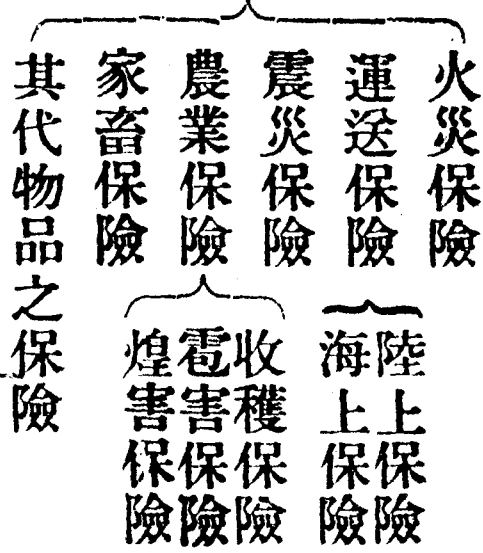 火災保險
運送保險
陸上保險
海上保險
震災保險
農業保險
收穫保險
雹害保險
煌害保險
家畜保險
其代物品之保險